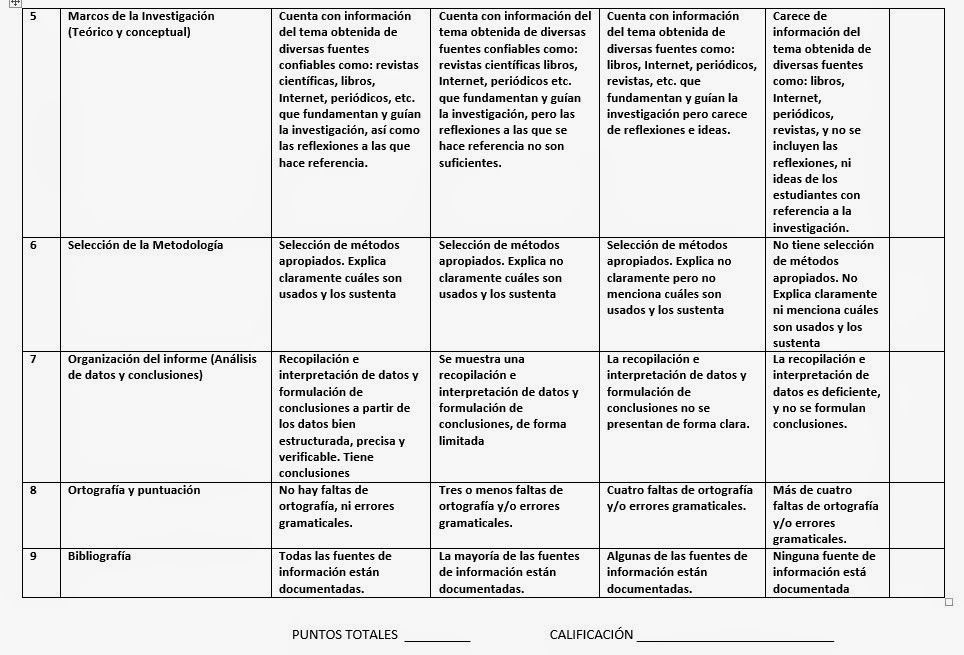 5
Marcos de la Investigación
(Teórico y conceptual)
Cuenta con información
del tema obtenida de
diversas fuentes
confiables como: revistas
científicas, libros,
Internet, periódicos, etc.
que fundamentan y guían
la investigación, así como
las reflexiones a las que
hace referencia.
Cuenta con información del
tema obtenida de diversas
fuentes confiables como:
revistas científicas libros,
Internet, periódicos etc.
que fundamentan y guían
la investigación, pero las
reflexiones a las que se
hace referencia no son
suficientes.
Cuenta con información
del tema obtenida de
diversas fuentes como:
libros, Internet, periódicos,
revistas, etc. que
fundamentan y guían la
investigación pero carece
de reflexiones e ideas.
Carece de
información del
tema obtenida de
diversas fuentes
como: libros,
Internet,
periódicos,
revistas, y no se
incluyen las
reflexiones, ni
ideas de los
estudiantes con
referencia a la
investigación.
6
Selección de la Metodología
Selección de métodos
apropiados. Explica
claramente cuáles son
usados y los sustenta
Selección de métodos
apropiados. Explica no
claramente cuáles son
usados y los sustenta
Selección de métodos
apropiados. Explica no
claramente pero no
menciona cuáles son
usados y los sustenta
No tiene selección
de métodos
apropiados. No
Explica claramente
ni menciona cuáles
son usados y los
sustenta
7
Organización del informe (Análisis
de datos y conclusiones)
Recopilación e
interpretación de datos y
formulación de
conclusiones a partir de
los datos bien
estructurada, precisa y
verificable. Tiene
conclusiones
Se muestra una
recopilación e
interpretación de datos y
formulación de
conclusiones, de forma
limitada
La recopilación e
interpretación de datos y
formulación de
conclusiones no se
presentan de forma clara.
La recopilación e
interpretación de
datos es deficiente,
y no se formulan
conclusiones.
8
Ortografía y puntuación
No hay faltas de
ortografía, ni errores
gramaticales.
Tres o menos faltas de
ortografía y/o errores
gramaticales.
Cuatro faltas de ortografía
y/o errores gramaticales.
Más de cuatro
faltas de ortografía
y/o errores
gramaticales.
9
Bibliografía
Todas las fuentes de
información están
documentadas.
La mayoría de las fuentes
de información están
documentadas.
Algunas de las fuentes de
información están
documentadas.
Ninguna fuente de
información está
documentada
PUNTOS TOTALES __________ CALIFICACIÓN ____________________________